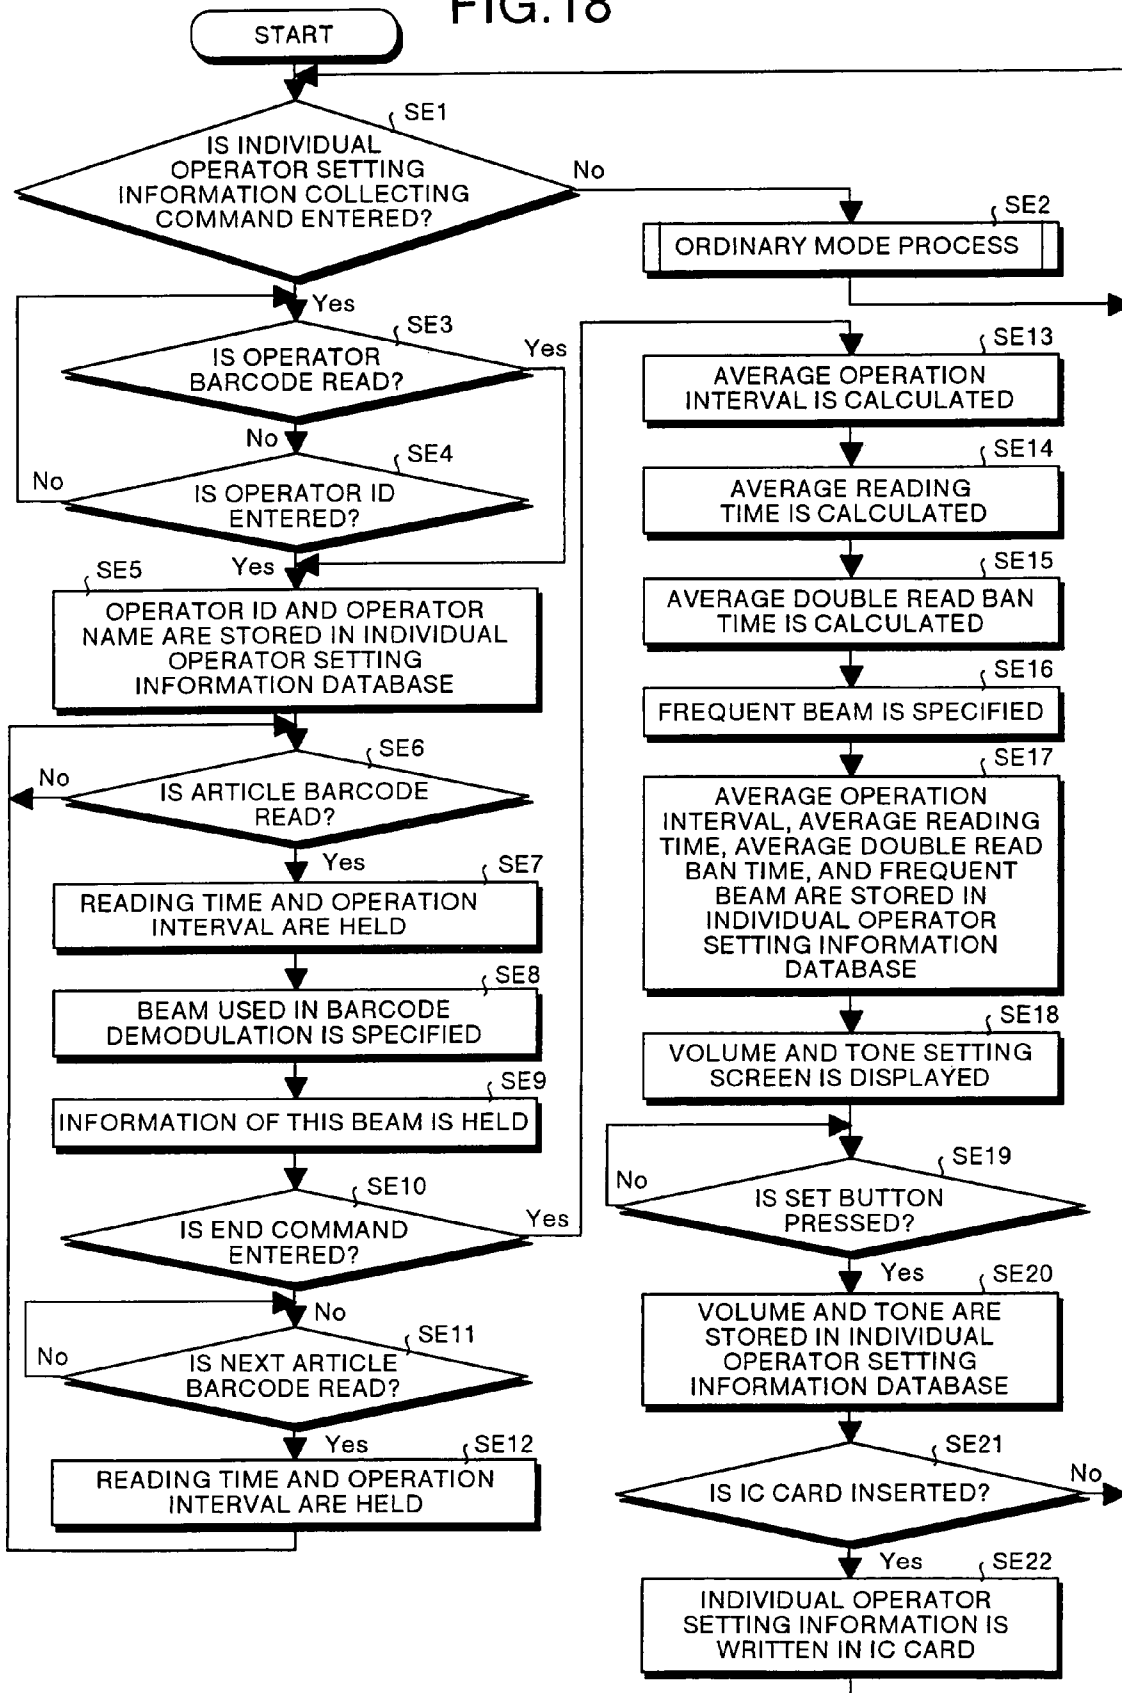 FIG.18
START
SE1
IS INDIVIDUAL
OPERATOR SETTING
INFORMATION COLLECTING
COMMAND ENTERED?
No
Yes
SE2
ORDINARY MODE PROCESS
SE3
IS OPERATOR
BARCODE READ?
Yes
No
SE4
IS OPERATOR ID
ENTERED?
No
Yes
SE5
OPERATOR ID AND OPERATOR
NAME ARE STORED IN INDIVIDUAL
OPERATOR SETTING
INFORMATION DATABASE
SE6
IS ARTICLE BARCODE
READ?
No
Yes
SE7
READING TIME AND OPERATION
INTERVAL ARE HELD
SE8
BEAM USED IN BARCODE
DEMODULATION IS SPECIFIED
SE9
INFORMATION OF THIS BEAM IS HELD
SE10
IS END COMMAND
ENTERED?
Yes
No
SE11
IS NEXT ARTICLE
BARCODE READ?
No
Yes
SE12
READING TIME AND OPERATION
INTERVAL ARE HELD
SE13
AVERAGE OPERATION
INTERVAL IS CALCULATED
SE14
AVERAGE READING
TIME IS CALCULATED
SE15
AVERAGE DOUBLE READ BAN
TIME IS CALCULATED
SE16
FREQUENT BEAM IS SPECIFIED
SE17
AVERAGE OPERATION
INTERVAL, AVERAGE READING
TIME, AVERAGE DOUBLE READ
BAN TIME, AND FREQUENT
BEAM ARE STORED IN
INDIVIDUAL OPERATOR
SETTING INFORMATION
DATABASE
SE18
VOLUME AND TONE SETTING
SCREEN IS DISPLAYED
SE19
IS SET BUTTON
PRESSED?
No
Yes
SE20
VOLUME AND TONE ARE
STORED IN INDIVIDUAL
OPERATOR SETTING
INFORMATION DATABASE
SE21
IS IC CARD INSERTED?
No
Yes
SE22
INDIVIDUAL OPERATOR
SETTING INFORMATION IS
WRITTEN IN IC CARD